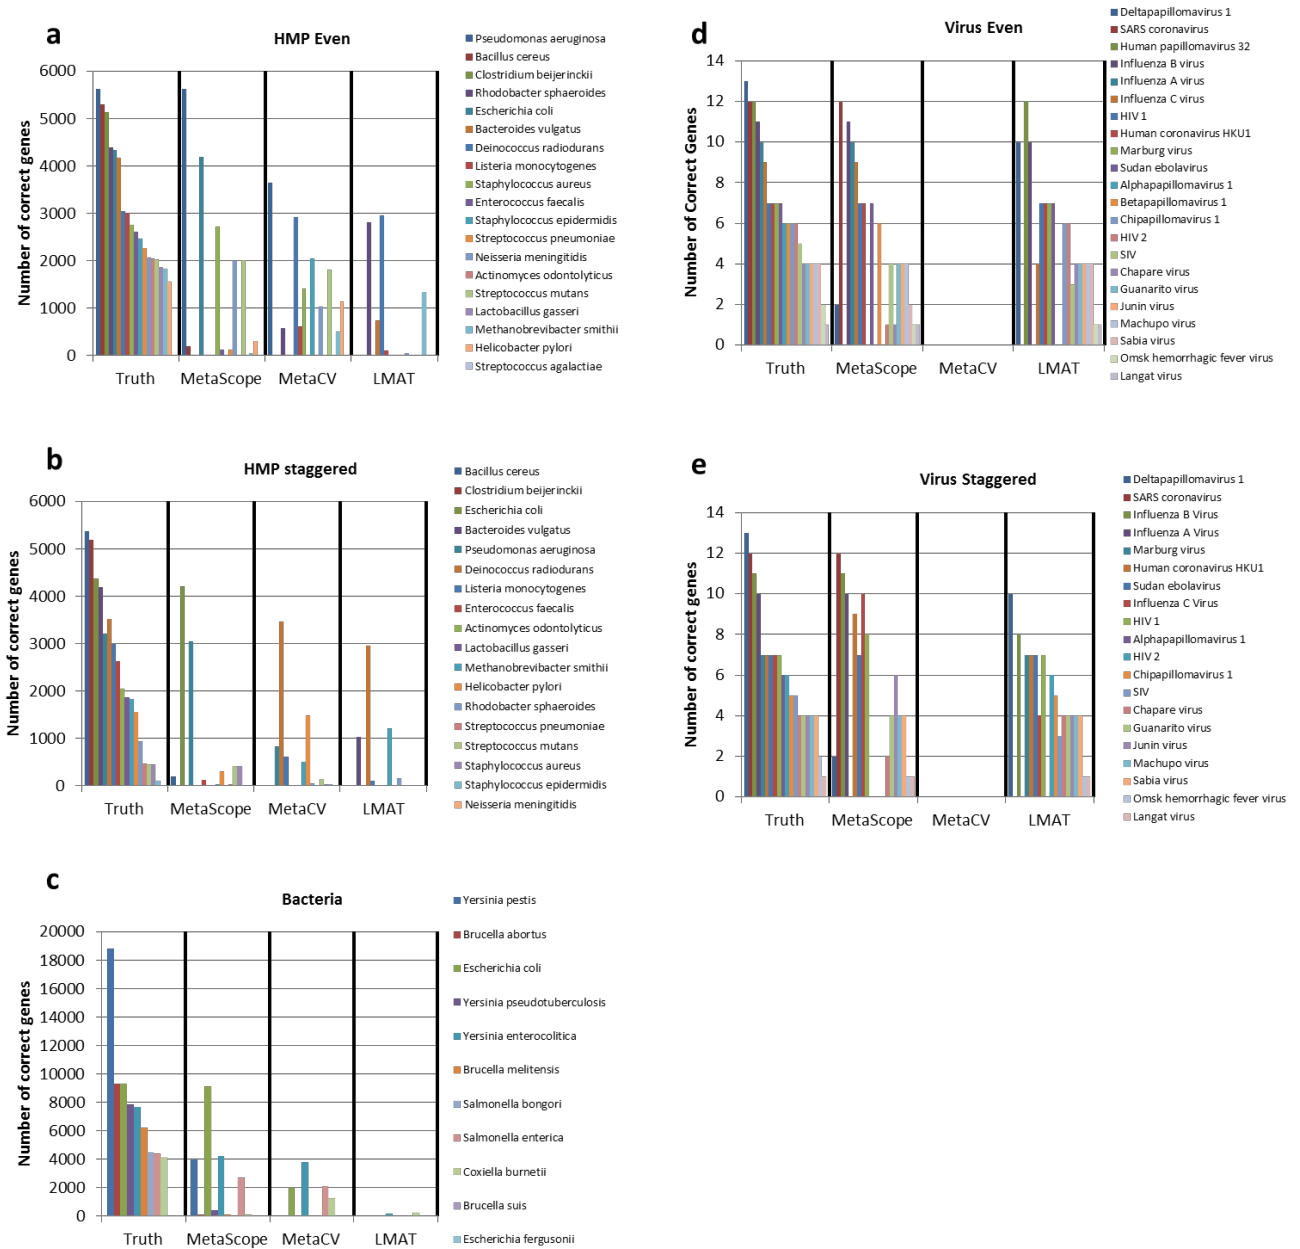 a
HMP Even
Number of correct genes
6000
5000
4000
3000
2000
1000
0
Truth
MetaScope
MetaCV
LMAT
Pseudomonas aeruginosa
Bacillus cereus
Clostridium beijerinckii
Rhodobacter sphaeroides
Escherichia coli
Bacteroides vulgatus
Deinococcus radiodurans
Listeria monocytogenes
Staphylococcus aureus
Enterococcus faecalis
Staphylococcus epidermidis
Streptococcus pneumoniae
Neisseria meningitidis
Actinomyces odontolyticus
Streptococcus mutans
Lactobacillus gasseri
Methanobrevibacter smithii
Helicobacter pylori
Streptococcus agalactiae
b
HMP staggered
Number of correct genes
6000
5000
4000
3000
2000
1000
0
Truth
MetaScope
MetaCV
LMAT
Bacillus cereus
Clostridium beijerinckii
Escherichia coli
Bacteroides vulgatus
Pseudomonas aeruginosa
Deinococcus radiodurans
Listeria monocytogenes
Enterococcus faecalis
Actinomyces odontolyticus
Lactobacillus gasseri
Methanobrevibacter smithii
Helicobacter pylori
Rhodobacter sphaeroides
Streptococcus pneumoniae
Streptococcus mutans
Staphylococcus aureus
Staphylococcus epidermidis
Neisseria meningitidis
c
Bacteria
Number of correct genes
20000
18000
16000
14000
12000
10000
8000
6000
4000
2000
0
Truth
MetaScope
MetaCV
LMAT
Yersinia pestis
Brucella abortus
Escherichia coli
Yersinia pseudotuberculosis
Yersinia enterocolitica
Brucella melitensis
Salmonella bongori
Salmonella enterica
Coxiella burnetii
Brucella suis
Escherichia fergusonii
d
Virus Even
Number of Correct Genes
14
12
10
8
6
4
2
0
Truth
MetaScope
MetaCV
LMAT
Deltapapillomavirus 1
SARS coronavirus
Human papillomavirus 32
Influenza B virus
Influenza A virus
Influenza C virus
HIV 1
Human coronavirus HKU1
Marburg virus
Sudan ebolavirus
Alphapapillomavirus 1
Betapapillomavirus 1
Chipapillomavirus 1
HIV 2
SIV
Chapare virus
Guanarito virus
Junin virus
Machupo virus
Sabia virus
Omsk hemorrhagic fever virus
Langat virus
e
Virus Staggered
Number of correct genes
14
12
10
8
6
4
2
0
Truth
MetaScope
MetaCV
LMAT
Deltapapillomavirus 1
SARS coronavirus
Influenza B Virus
Influenza A Virus
Marburg virus
Human coronavirus HKU1
Sudan ebolavirus
Influenza C Virus
HIV 1
Alphapapillomavirus 1
HIV 2
Chipapillomavirus 1
SIV
Chapare virus
Guanarito virus
Junin virus
Machupo virus
Sabia virus
Omsk hemorrhagic fever virus
Langat virus